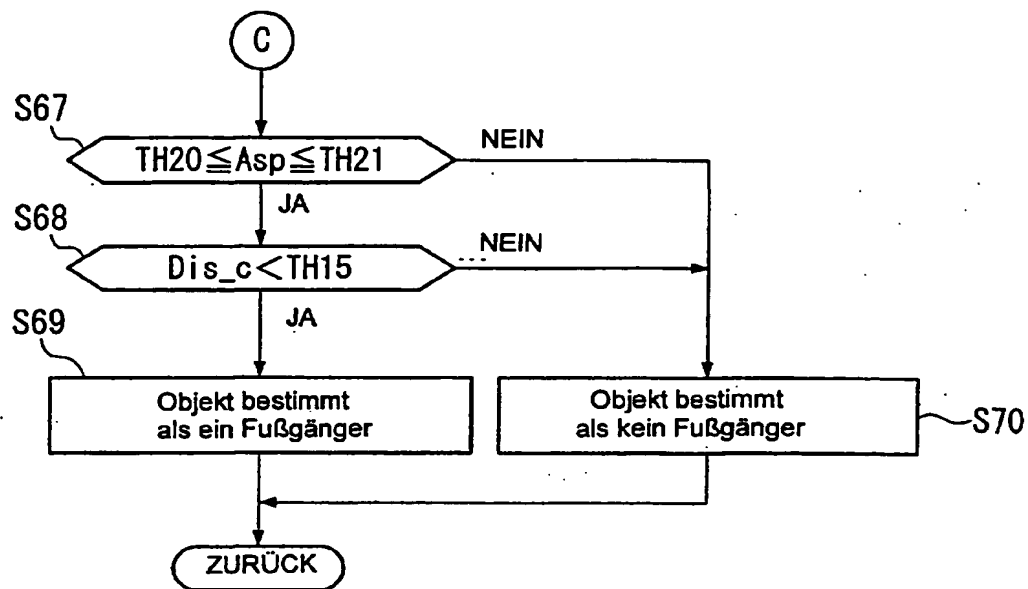 C
S67
TH20≦Asp≦TH21
NEIN
JA
S68
Dis_c<TH15
NEIN
JA
S69
Objekt bestimmt
als ein Fußgänger
Objekt bestimmt
als kein Fußgänger
S70
ZURÜCK